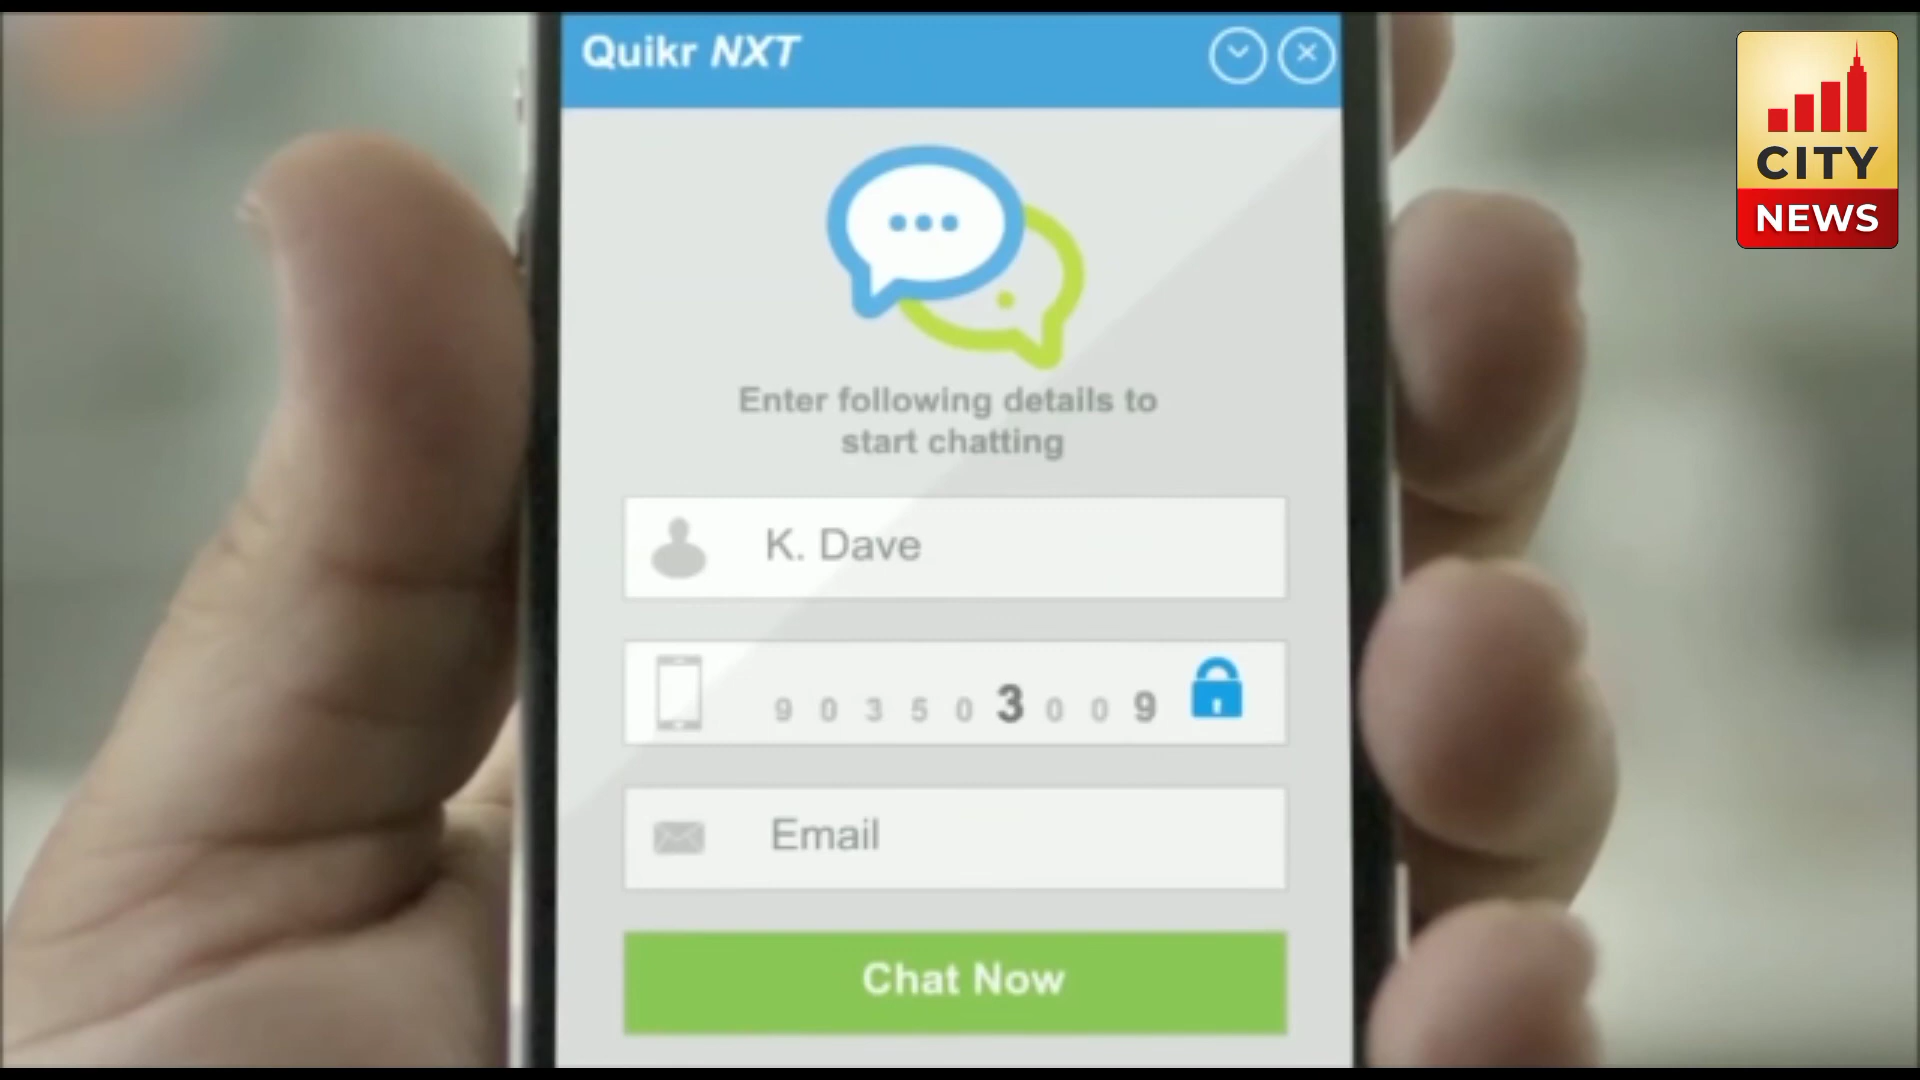 Quikr NXT
CITY
NEWS
Enter following details to
start chatting
K. Dave
9 0 3 5 0 3 0 0 9
Email
Chat Now